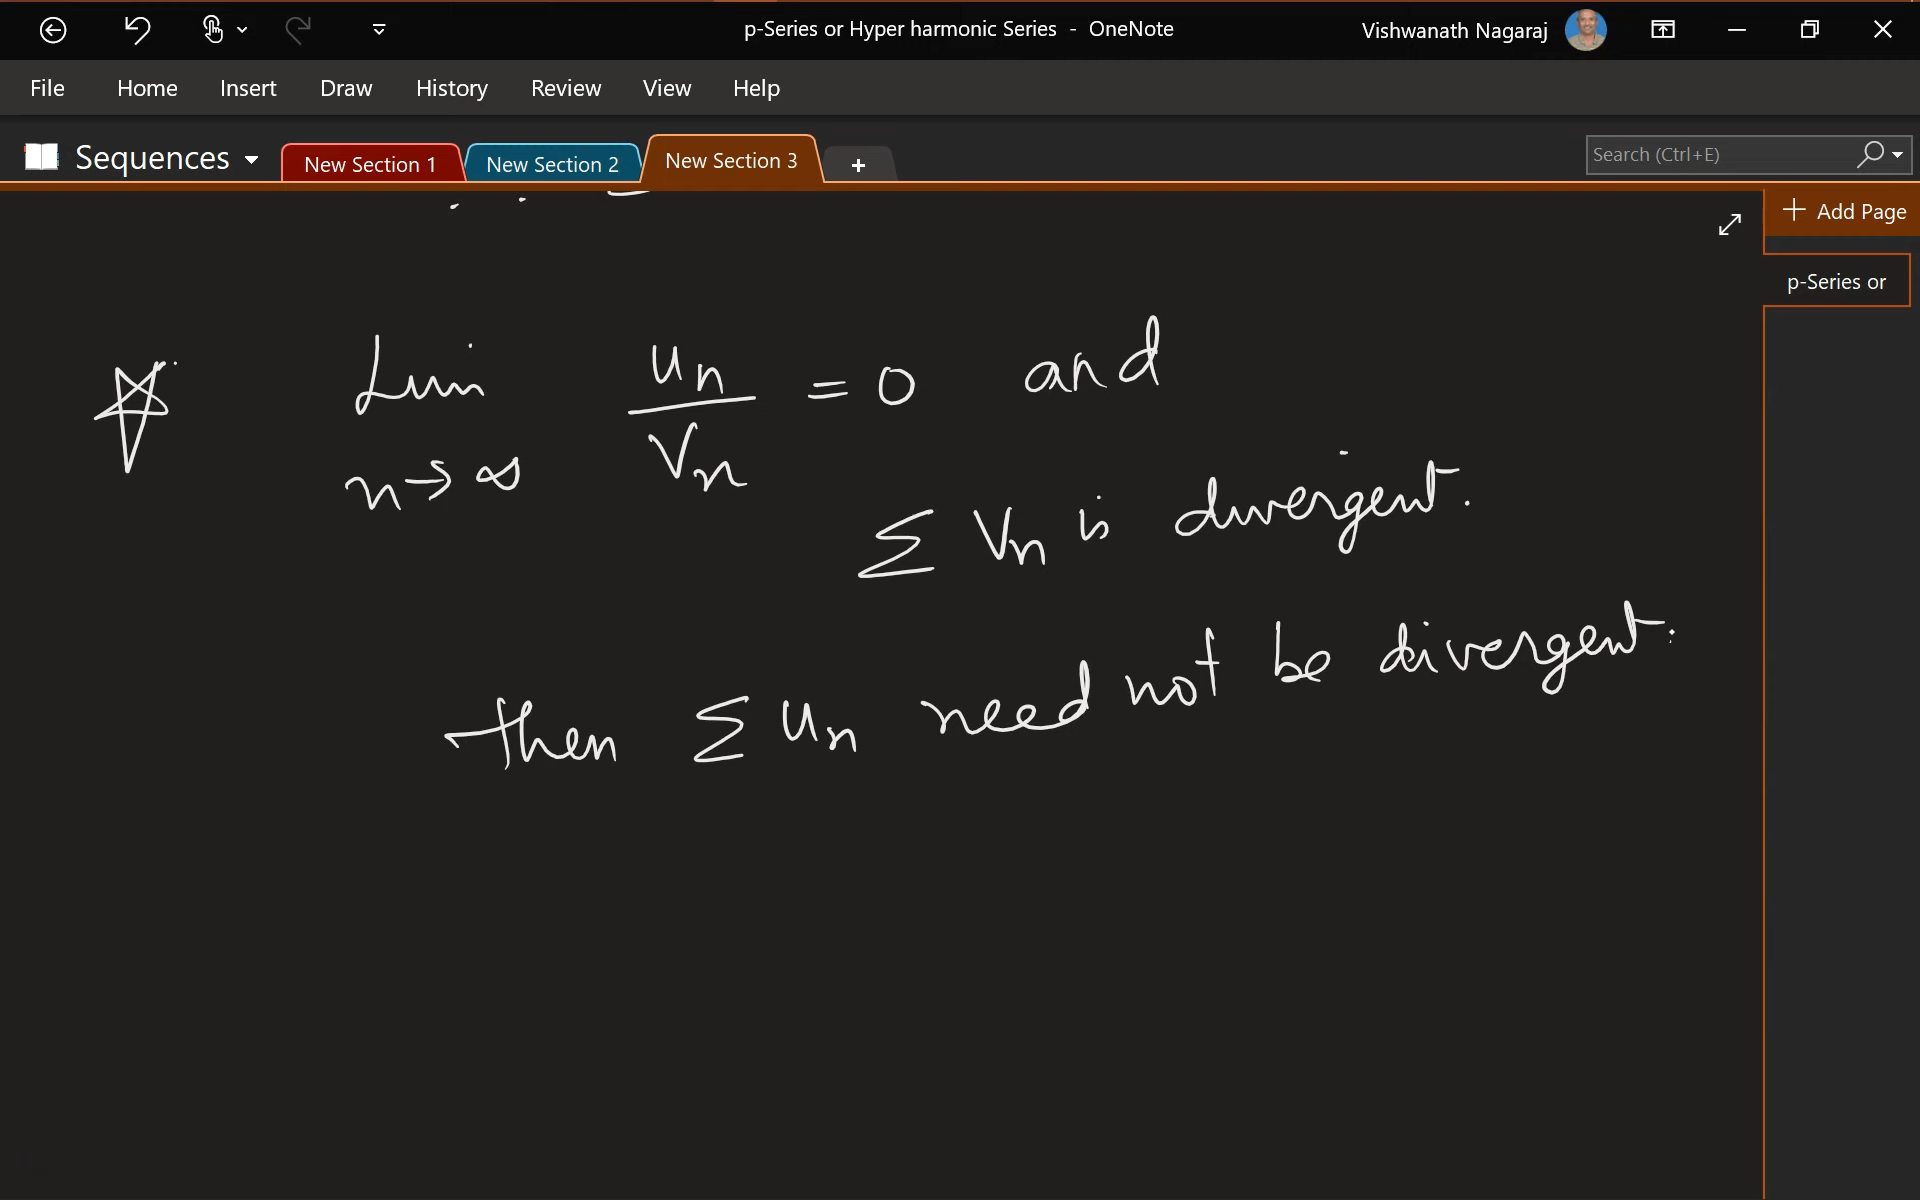 p-Series or Hyper harmonic Series - OneNote
Vishwanath Nagaraj
File Home Insert Draw History Review View Help
Sequences New Section 1 New Section 2 New Section 3 +
Search (Ctrl+E)
+ Add Page
p-Series or
Lim uₙ/Vₙ = 0 and
n→∞
∑ Vₙ is divergent.
then ∑ uₙ need not be divergent.